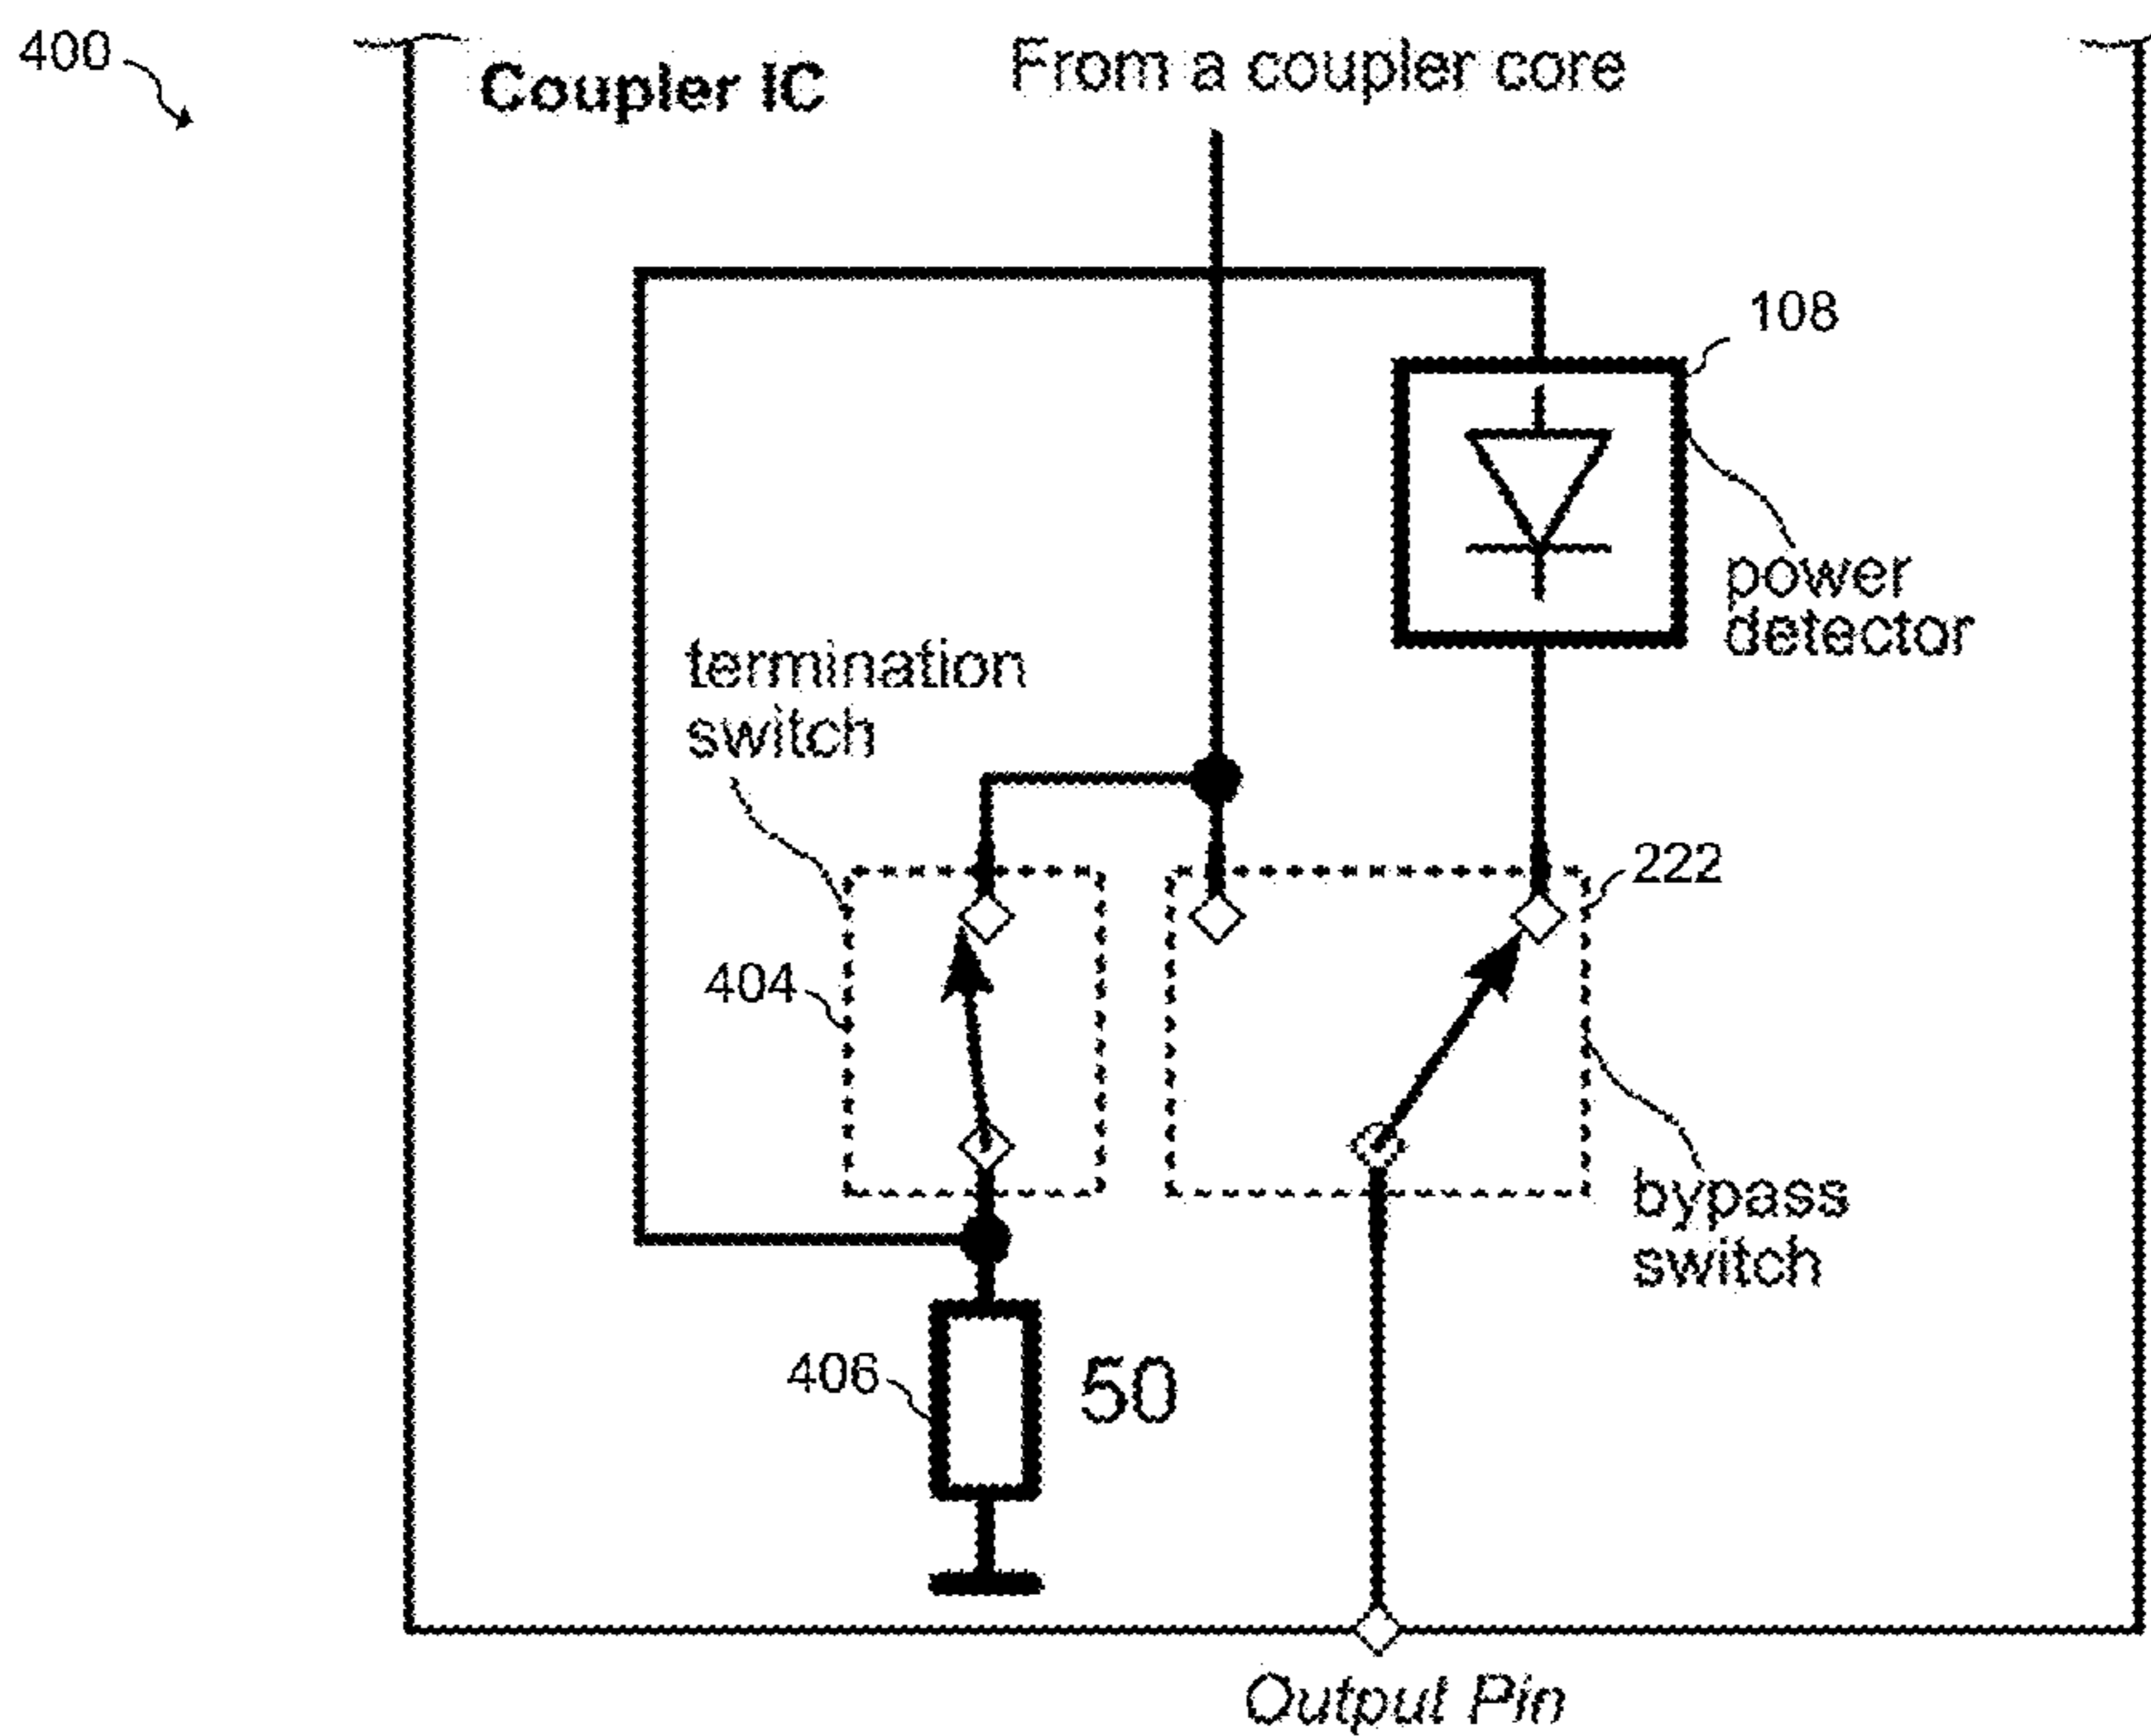 400
Coupler IC
From a coupler core
108
power
detector
termination
switch
222
404
bypass
switch
406
50
Output Pin